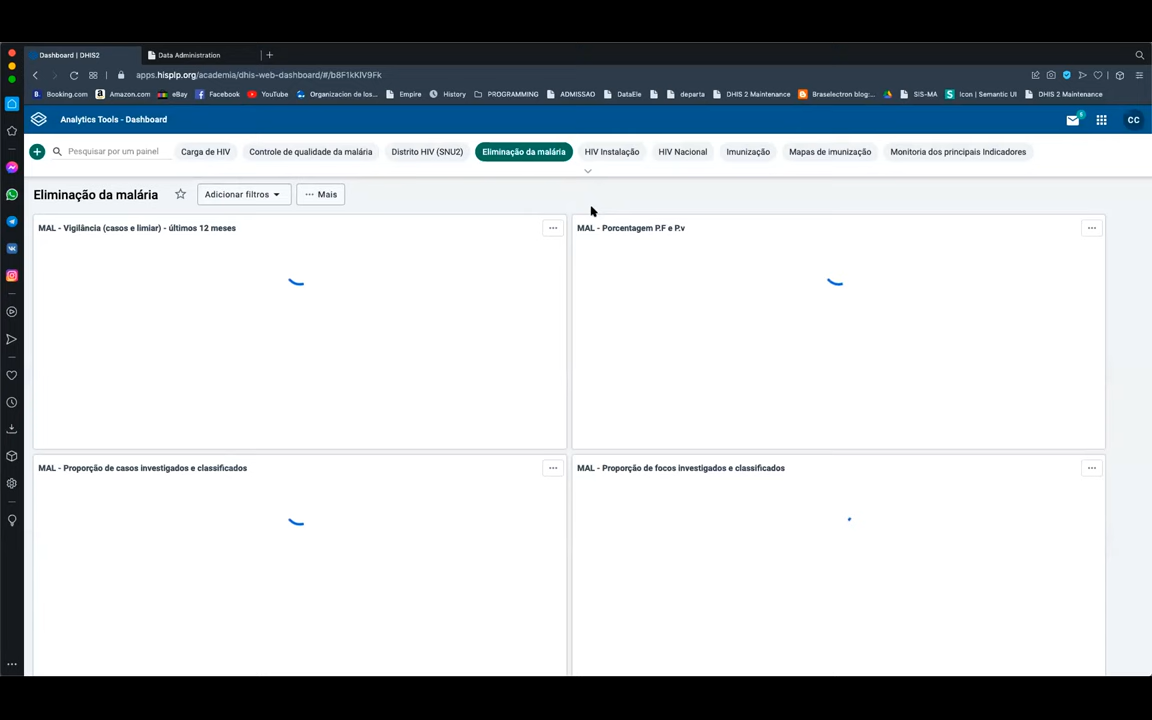 Dashboard | DHIS2
Data Administration
apps.hisplp.org/academia/dhis-web-dashboard/#/b8F1kKIV9Fk
Booking.com Amazon.com eBay Facebook YouTube Organizacion de los... Empire History PROGRAMMING ADMISSAO DataEle departa DHIS 2 Maintenance Braselectron blog:... SIS-MA Icon | Semantic UI DHIS 2 Maintenance
Analytics Tools - Dashboard
CC
Pesquisar por um painel Carga de HIV Controle de qualidade da malária Distrito HIV (SNU2) Eliminação da malária HIV Instalação HIV Nacional Imunização Mapas de imunização Monitoria dos principais Indicadores
Eliminação da malária Adicionar filtros Mais
MAL - Vigilância (casos e limiar) - últimos 12 meses
MAL - Porcentagem P.F e P.v
MAL - Proporção de casos investigados e classificados
MAL - Proporção de focos investigados e classificados